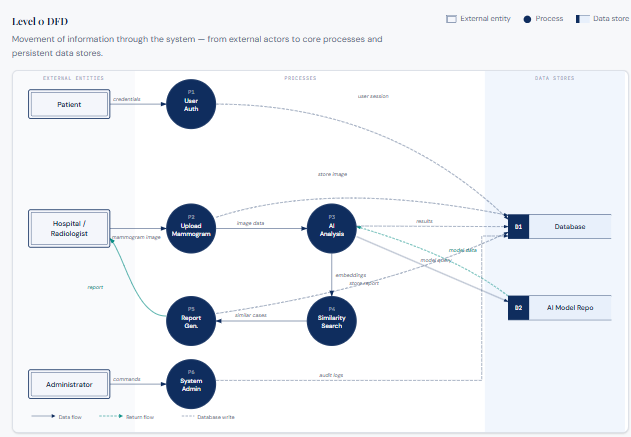 Level 0 DFD
External entity
Process
Data store
Movement of information through the system — from external actors to core processes and
persistent data stores.
EXTERNAL ENTITIES
PROCESSES
DATA STORES
Patient
credentials
P1
User
Auth
user session
store image
Hospital /
Radiologist
mammogram image
P2
Upload
Mammogram
image data
P3
AI
Analysis
results
D1
Database
model data
model query
embeddings
store report
report
P5
Report
Gen.
similar cases
P4
Similarity
Search
D2
AI Model Repo
Administrator
commands
P6
System
Admin
audit logs
Data flow
Return flow
Database write